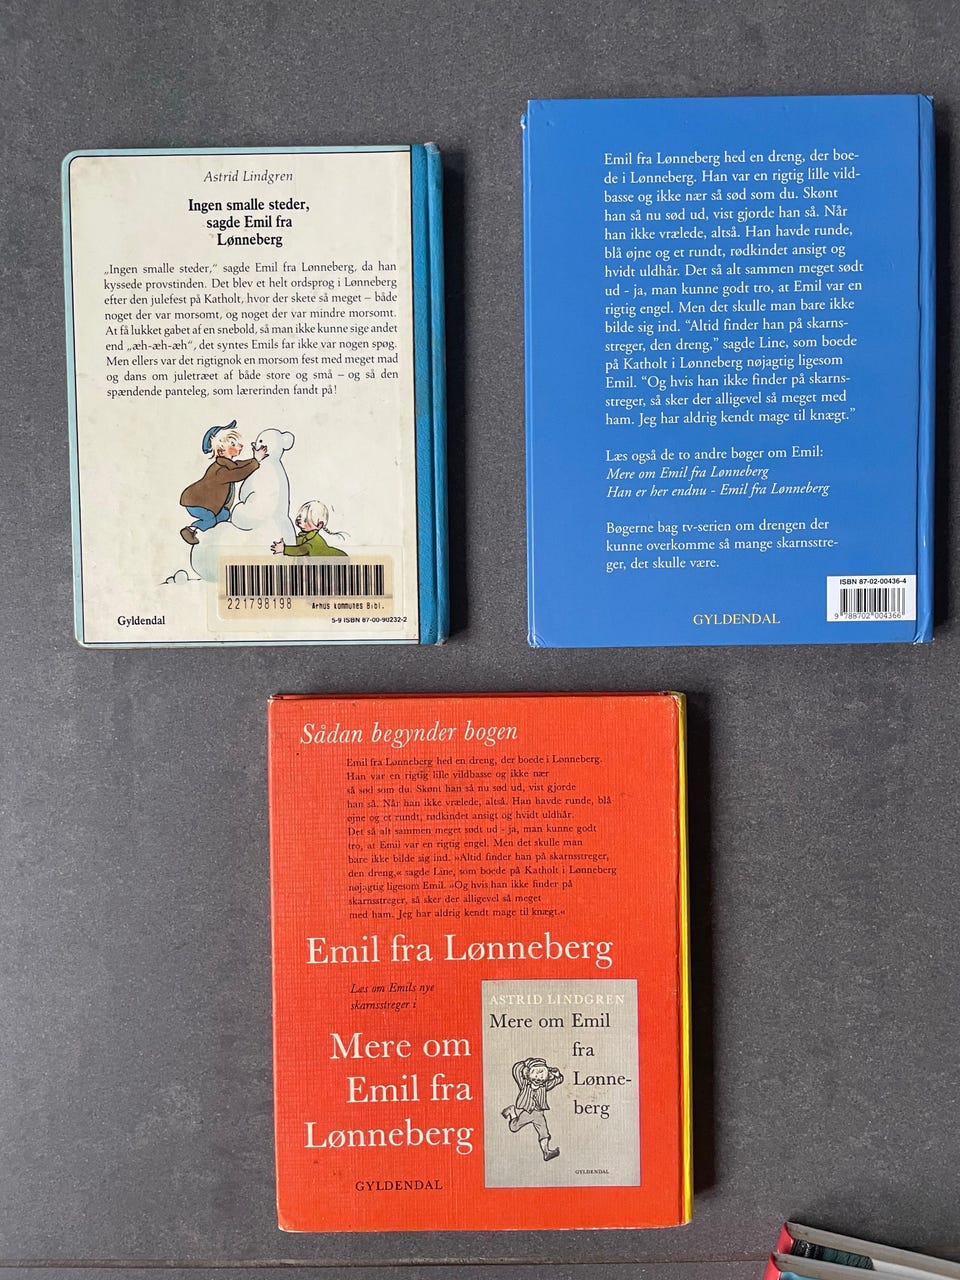 Astrid Lindgren
Ingen smalle steder,
sagde Emil fra
Lønneberg
„Ingen smalle steder,“ sagde Emil fra Lønneberg, da han
kyssede provstinden. Det blev et helt ordsprog i Lønneberg
efter den julefest på Katholt, hvor der skete så meget – både
noget der var morsomt, og noget der var mindre morsomt.
At få lukket gabet af en snebold, så man ikke kunne sige andet
end „æh-æh-æh“, det syntes Emils far ikke var nogen spøg.
Men ellers var det rigtignok en morsom fest med meget mad
og dans om juletræet af både store og små – og så den
spændende panteleg, som lærerinden fandt på!
221798198 Århus kommunes Bibl.
Gyldendal
5-9 ISBN 87-00-90232-2
Emil fra Lønneberg hed en dreng, der boe-
de i Lønneberg. Han var en rigtig lille vild-
basse og ikke nær så sød som du. Skønt
han så nu sød ud, vist gjorde han så. Når
han ikke vrælede, altså. Han havde runde,
blå øjne og et rundt, rødkindet ansigt og
hvidt uldhår. Det så alt sammen meget sødt
ud - ja, man kunne godt tro, at Emil var en
rigtig engel. Men det skulle man bare ikke
bilde sig ind. “Altid finder han på skarns-
streger, den dreng,” sagde Line, som boede
på Katholt i Lønneberg nøjagtig ligesom
Emil. “Og hvis han ikke finder på skarns-
streger, så sker der alligevel så meget med
ham. Jeg har aldrig kendt mage til knægt.”
Læs også de to andre bøger om Emil:
Mere om Emil fra Lønneberg
Han er her endnu - Emil fra Lønneberg
Bøgerne bag tv-serien om drengen der
kunne overkomme så mange skarnsstre-
ger, det skulle være.
ISBN 87-02-00436-4
9 788702 004366
GYLDENDAL
Sådan begynder bogen
Emil fra Lønneberg hed en dreng, der boede i Lønneberg.
Han var en rigtig lille vildbasse og ikke nær
så sød som du. Skønt han så nu sød ud, vist gjorde
han så. Når han ikke vrælede, altså. Han havde runde, blå
øjne og et rundt, rødkindet ansigt og hvidt uldhår.
Det så alt sammen meget sødt ud - ja, man kunne godt
tro, at Emil var en rigtig engel. Men det skulle man
bare ikke bilde sig ind. »Altid finder han på skarnsstreger,
den dreng,« sagde Line, som boede på Katholt i Lønneberg
nøjagtig ligesom Emil. »Og hvis han ikke finder på
skarnsstreger, så sker der alligevel så meget
med ham. Jeg har aldrig kendt mage til knægt.«
Emil fra Lønneberg
Læs om Emils nye
skarnsstreger i
Mere om
Emil fra
Lønneberg
GYLDENDAL
ASTRID LINDGREN
Mere om Emil
fra
Lønne-
berg
GYLDENDAL